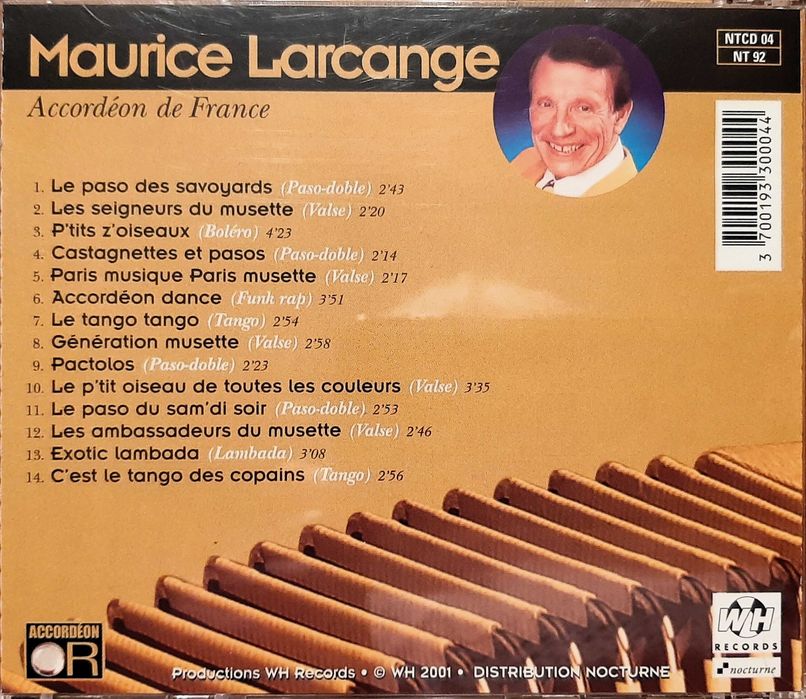 Maurice Larcange
NTCD 04
NT 92
Accordéon de France
3 700193 300044
1. Le paso des savoyards (Paso-doble) 2'43
2. Les seigneurs du musette (Valse) 2'20
3. P'tits z'oiseaux (Boléro) 4'23
4. Castagnettes et pasos (Paso-doble) 2'14
5. Paris musique Paris musette (Valse) 2'17
6. Accordéon dance (Funk rap) 3'51
7. Le tango tango (Tango) 2'54
8. Génération musette (Valse) 2'58
9. Pactolos (Paso-doble) 2'23
10. Le p'tit oiseau de toutes les couleurs (Valse) 3'35
11. Le paso du sam'di soir (Paso-doble) 2'53
12. Les ambassadeurs du musette (Valse) 2'46
13. Exotic lambada (Lambada) 3'08
14. C'est le tango des copains (Tango) 2'56
ACCORDÉON
OR
WH
RECORDS
nocturne
Productions WH Records • © WH 2001 • DISTRIBUTION NOCTURNE